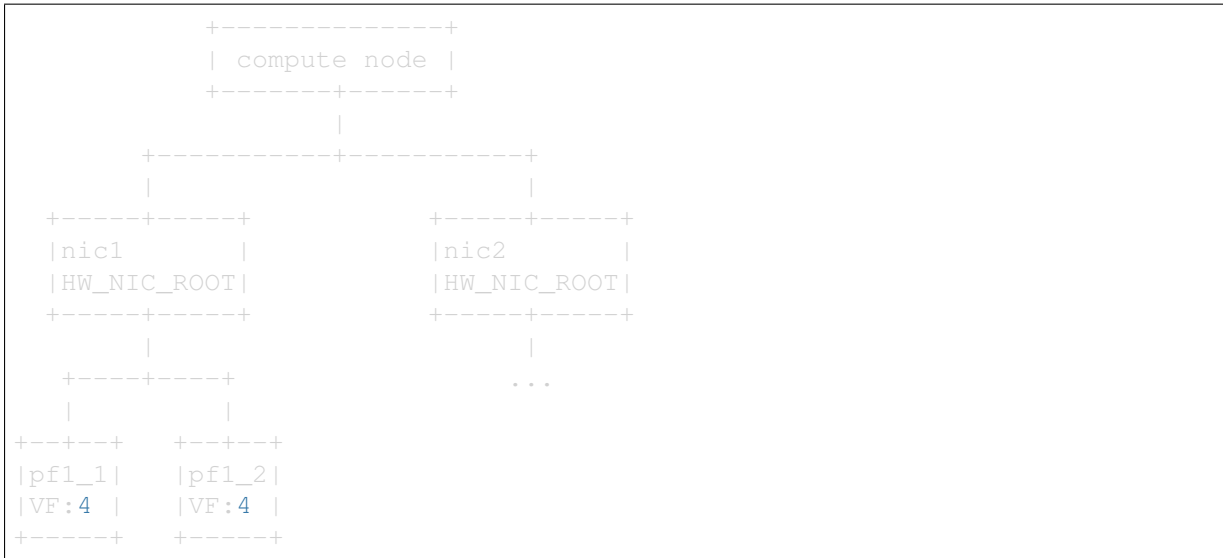 +--------------+
| compute node |
+-------+------+
|
+-----------+-----------+
| |
+-----+-----+ +-----+-----+
|nic1 | |nic2 |
|HW_NIC_ROOT| |HW_NIC_ROOT|
+-----+-----+ +-----+-----+
| |
+----+----+ ...
| |
+--+--+ +--+--+
|pf1_1| |pf1_2|
|VF:4 | |VF:4 |
+------+ +------+